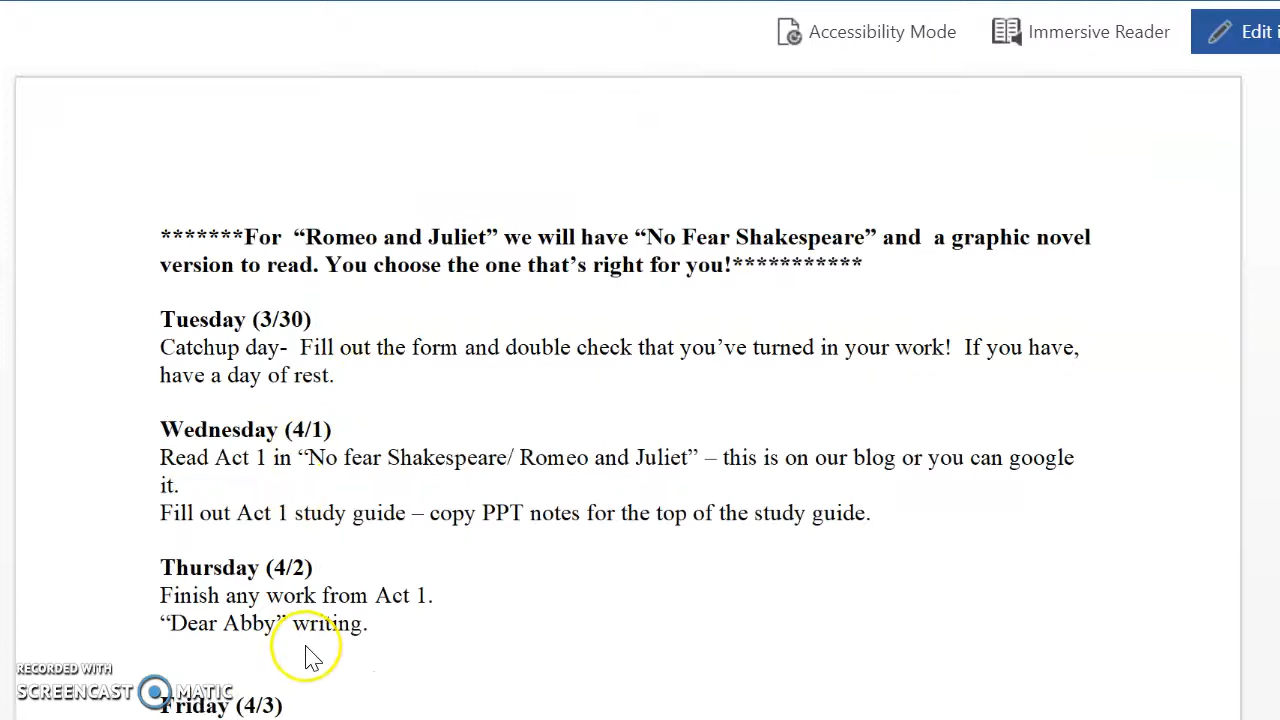 Accessibility Mode Immersive Reader Edit i
*******For “Romeo and Juliet” we will have “No Fear Shakespeare” and a graphic novel
version to read. You choose the one that’s right for you!***********
Tuesday (3/30)
Catchup day- Fill out the form and double check that you’ve turned in your work! If you have,
have a day of rest.
Wednesday (4/1)
Read Act 1 in “No fear Shakespeare/ Romeo and Juliet” – this is on our blog or you can google
it.
Fill out Act 1 study guide – copy PPT notes for the top of the study guide.
Thursday (4/2)
Finish any work from Act 1.
“Dear Abby” writing.
RECORDED WITH
SCREENCAST MATIC
Friday (4/3)